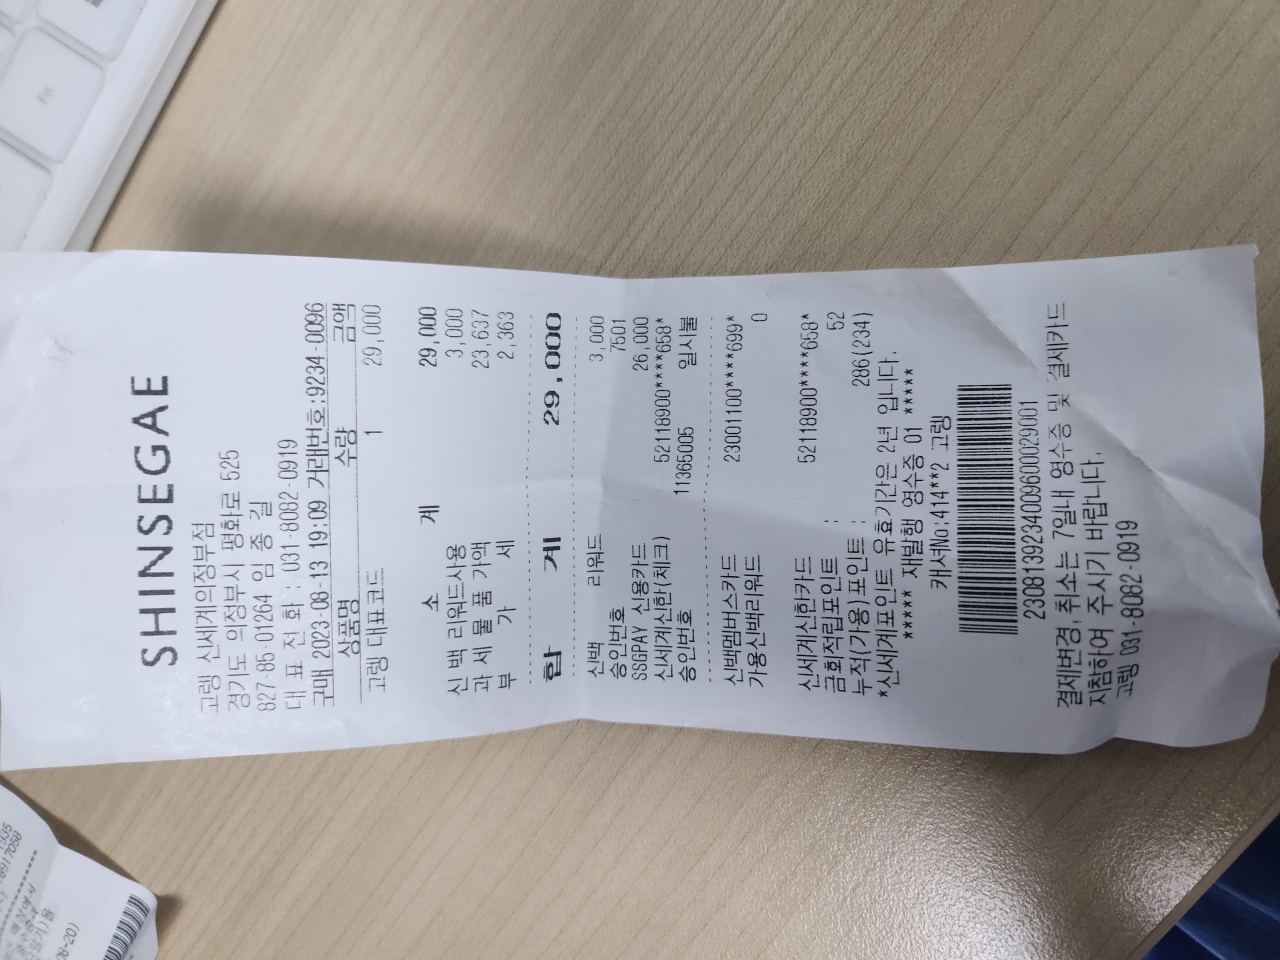 SHINSEGAE
고렝 신세계의정부점
경기도 의정부시 평화로 525
827-85-01264 임 종 길
대 표 전 화 : 031-8082-0919
구매 2023-08-13 19:09 거래번호:9234-0096
상품명 수량 금액
고렝 대표코드 1 29,000
소 계 29,000
신 백 리워드사용 3,000
과 세 물 품 가액 23,637
부 가 세 2,363
합 계 29,000
신백 리워드 3,000
승인번호 7501
SSGPAY 신용카드 26,000
신세계신한(체크) 52118900****658*
승인번호 11365005 일시불
신백멤버스카드 23001100****699*
가용신백리워드 0
신세계신한카드 52118900****658*
금회적립포인트 : 52
누적(가용)포인트 : 286(234)
*신세계포인트 유효기간은 2년 입니다.
***** 재발행 영수증 01 *****
캐셔No:414**2 고렝
2308139234009600029001
결제변경,취소는 7일내 영수증 및 결제카드
지참하여 주시기 바랍니다.
고렝 031-8082-0919
1935
8917058
08-20)